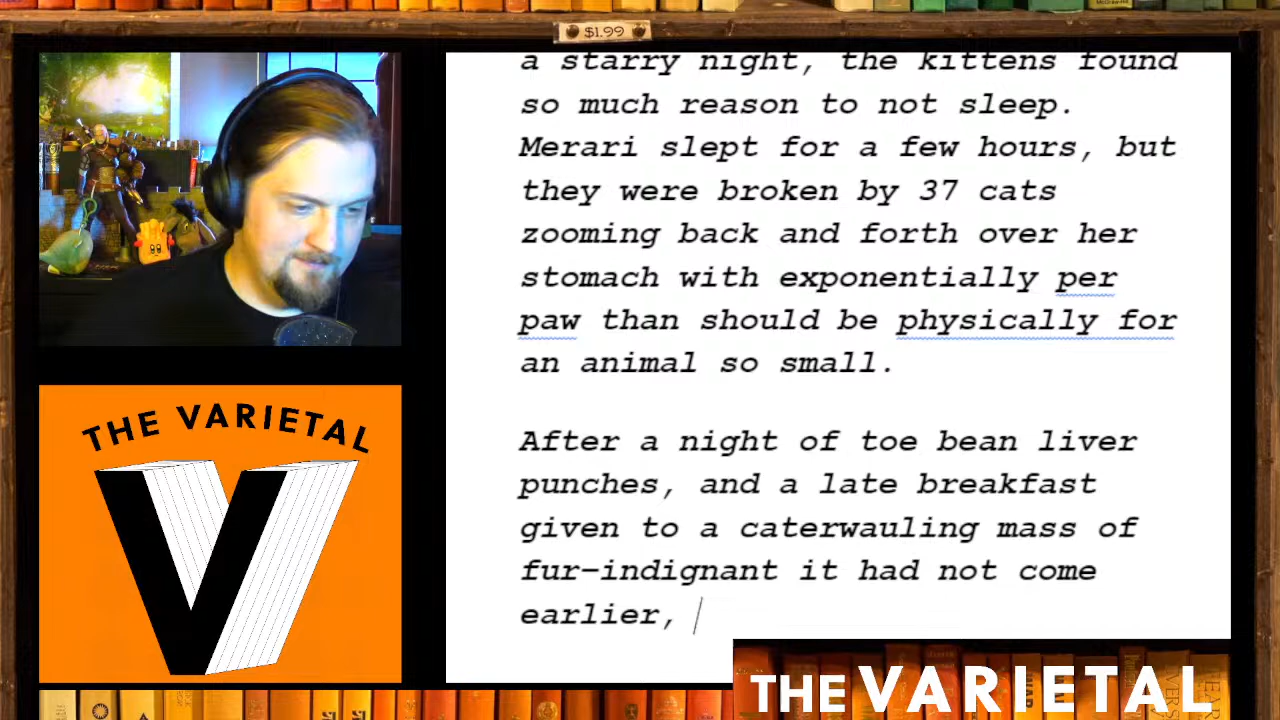 $1.99
a starry night, the kittens found
so much reason to not sleep.
Merari slept for a few hours, but
they were broken by 37 cats
zooming back and forth over her
stomach with exponentially per
paw than should be physically for
an animal so small.
After a night of toe bean liver
punches, and a late breakfast
given to a caterwauling mass of
fur-indignant it had not come
earlier,
THE VARIETAL
V
THE VARIETAL